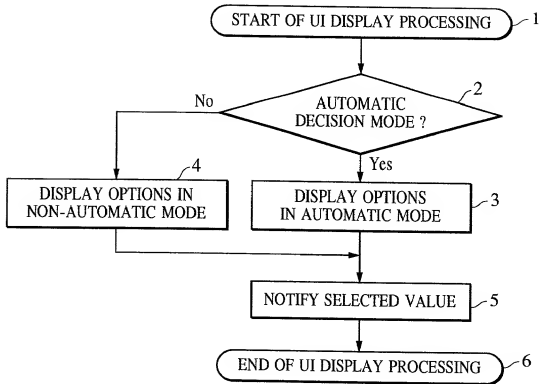 START OF UI DISPLAY PROCESSING
1
2
AUTOMATIC
DECISION MODE ?
No
Yes
4
DISPLAY OPTIONS IN
NON-AUTOMATIC MODE
DISPLAY OPTIONS
IN AUTOMATIC MODE
3
NOTIFY SELECTED VALUE
5
END OF UI DISPLAY PROCESSING
6